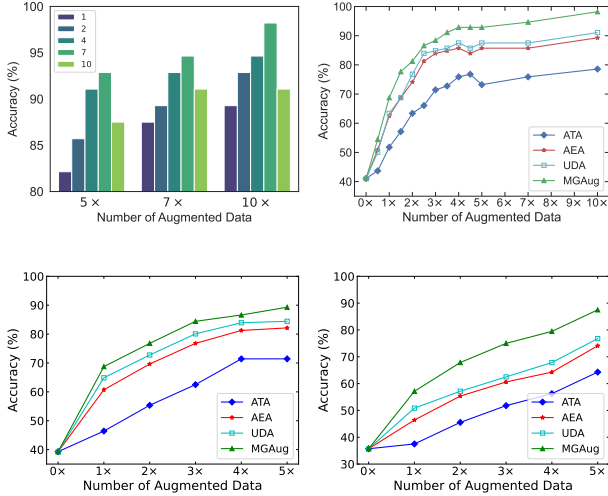 100
95
90
85
80
Accuracy (%)
1
2
4
7
10
5 ×
7 ×
10 ×
Number of Augmented Data
100
90
80
70
60
50
40
Accuracy (%)
ATA
AEA
UDA
MGAug
0× 1× 2× 3× 4× 5× 6× 7× 8× 9× 10×
Number of Augmented Data
100
90
80
70
60
50
40
Accuracy (%)
ATA
AEA
UDA
MGAug
0× 1× 2× 3× 4× 5×
Number of Augmented Data
100
90
80
70
60
50
40
30
Accuracy (%)
ATA
AEA
UDA
MGAug
0× 1× 2× 3× 4× 5×
Number of Augmented Data